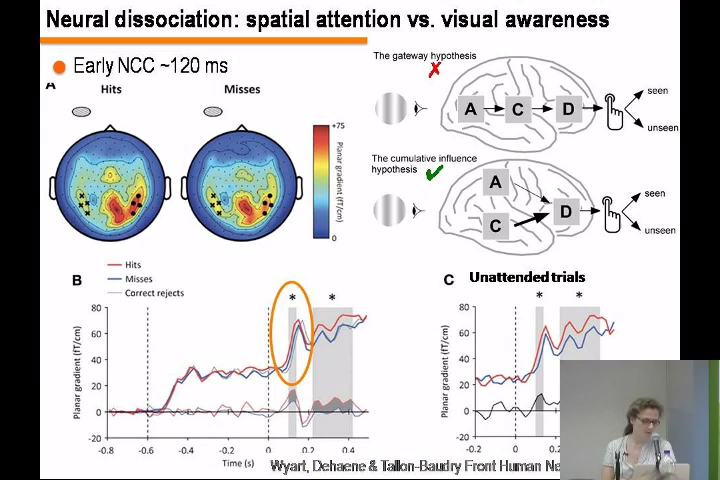 Neural dissociation: spatial attention vs. visual awareness
Early NCC ~120 ms
A
Hits
Misses
+75
Planar gradient (fT/cm)
0
The gateway hypothesis
✗
A
C
D
seen
unseen
The cumulative influence
hypothesis
✓
A
C
D
seen
unseen
B
Hits
Misses
Correct rejects
*
*
80
60
40
20
0
-20
Planar gradient (fT/cm)
-0.8
-0.6
-0.4
-0.2
0
0.2
0.4
Time (s)
C
Unattended trials
*
*
80
60
40
20
0
-20
Planar gradient (fT/cm)
-0.2
0
Wyart, Dehaene & Tallon-Baudry Front Human Ne